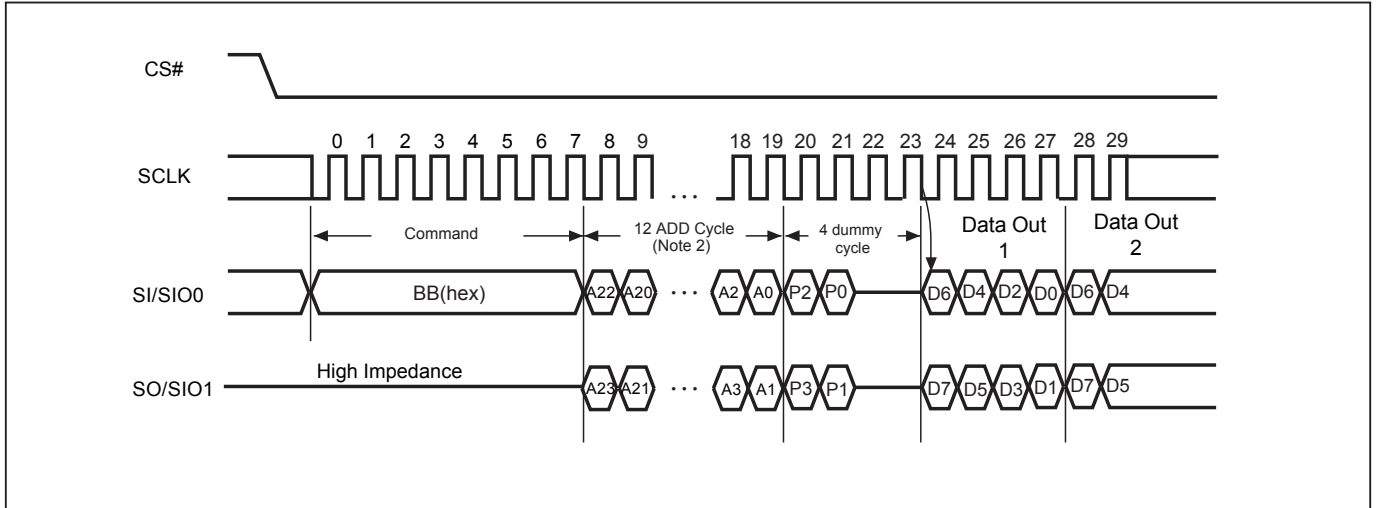 CS#
0 1 2 3 4 5 6 7 8 9 18 19 20 21 22 23 24 25 26 27 28 29
SCLK
...
Command
12 ADD Cycle
(Note 2)
4 dummy
cycle
Data Out
1
Data Out
2
SI/SIO0
BB(hex)
A22 A20 ... A2 A0 P2 P0 D6 D4 D2 D0 D6 D4
High Impedance
SO/SIO1
A23 A21 ... A3 A1 P3 P1 D7 D5 D3 D1 D7 D5